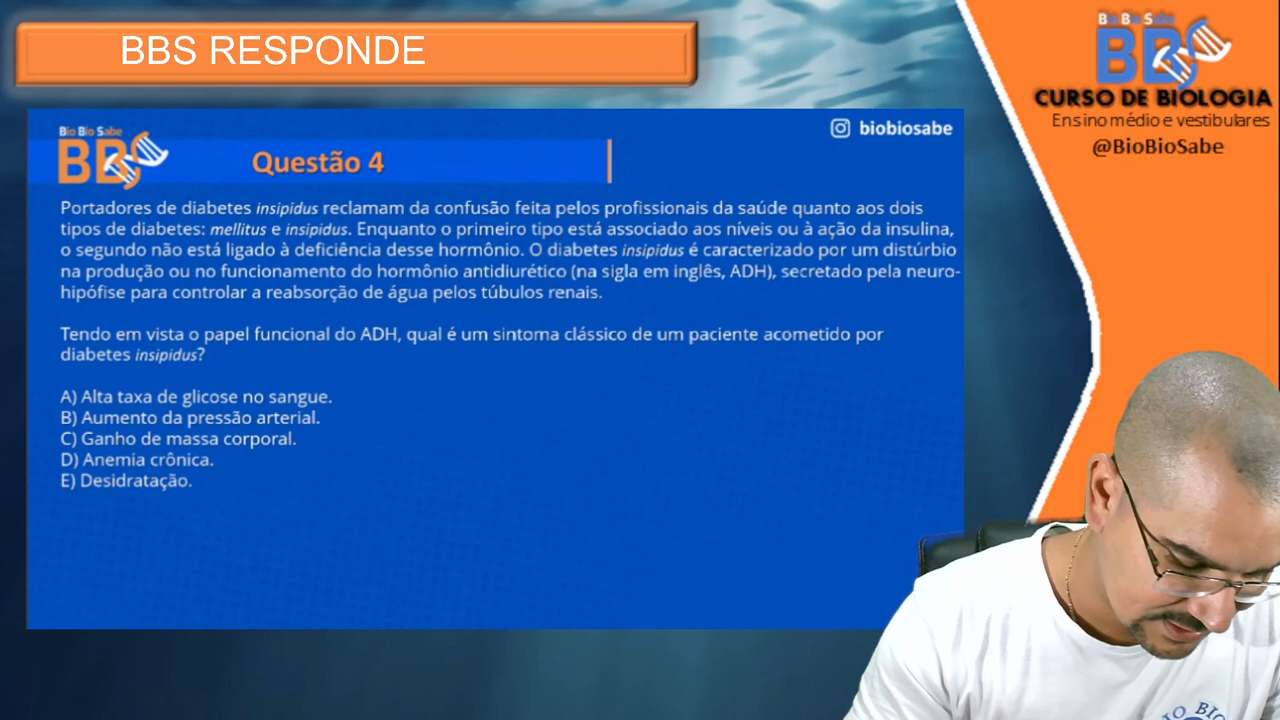 BBS RESPONDE
Bio Bio Sabe
BBS
CURSO DE BIOLOGIA
Ensino médio e vestibulares
@BioBioSabe
biobiosabe
Bio Bio Sabe
BBS
Questão 4
Portadores de diabetes insipidus reclamam da confusão feita pelos profissionais da saúde quanto aos dois
tipos de diabetes: mellitus e insipidus. Enquanto o primeiro tipo está associado aos níveis ou à ação da insulina,
o segundo não está ligado à deficiência desse hormônio. O diabetes insipidus é caracterizado por um distúrbio
na produção ou no funcionamento do hormônio antidiurético (na sigla em inglês, ADH), secretado pela neuro-
hipófise para controlar a reabsorção de água pelos túbulos renais.
Tendo em vista o papel funcional do ADH, qual é um sintoma clássico de um paciente acometido por
diabetes insipidus?
A) Alta taxa de glicose no sangue.
B) Aumento da pressão arterial.
C) Ganho de massa corporal.
D) Anemia crônica.
E) Desidratação.
BIO